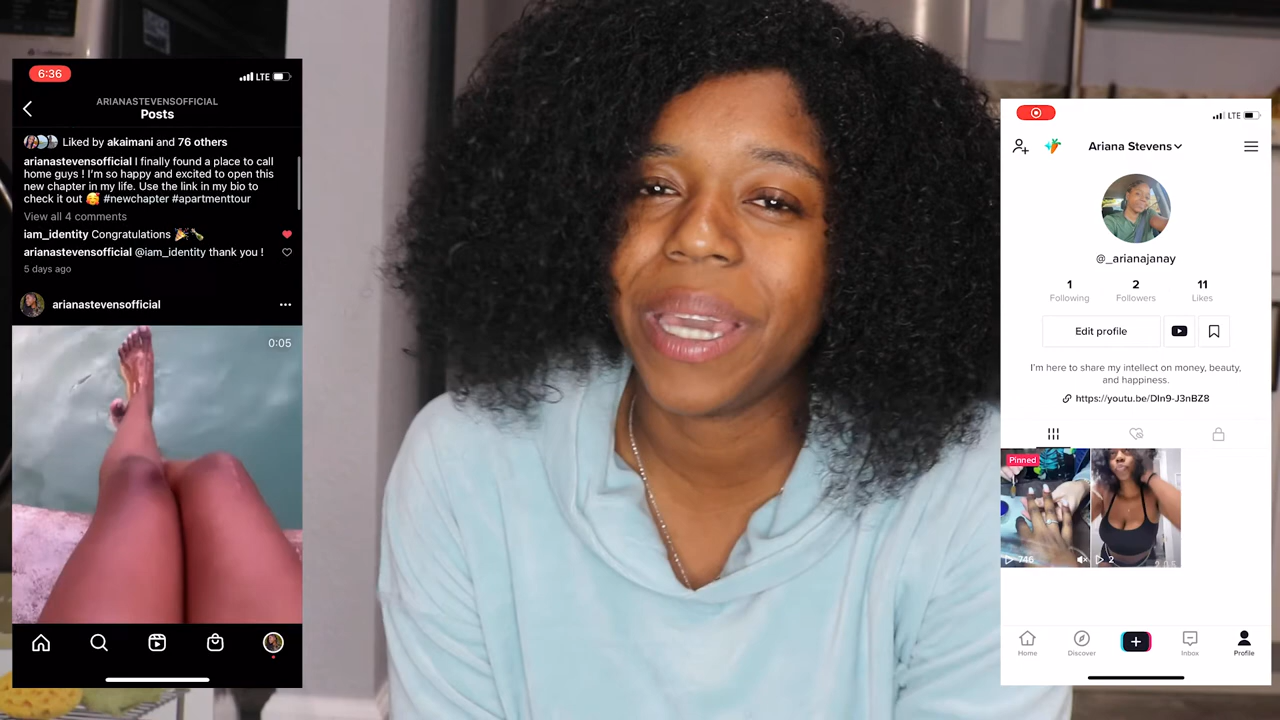 6:36
LTE
ARIANASTEVENSOFFICIAL
Posts
Liked by akaimani and 76 others
arianastevensofficial I finally found a place to call
home guys ! I'm so happy and excited to open this
new chapter in my life. Use the link in my bio to
check it out 🥰 #newchapter #apartmenttour
View all 4 comments
iam_identity Congratulations 🎉🍾
arianastevensofficial @iam_identity thank you !
5 days ago
arianastevensofficial
0:05
LTE
Ariana Stevens
@_arianajanay
1
Following
2
Followers
11
Likes
Edit profile
I'm here to share my intellect on money, beauty,
and happiness.
https://youtu.be/DIn9-J3nBZ8
Pinned
746
2
Home
Discover
Inbox
Profile